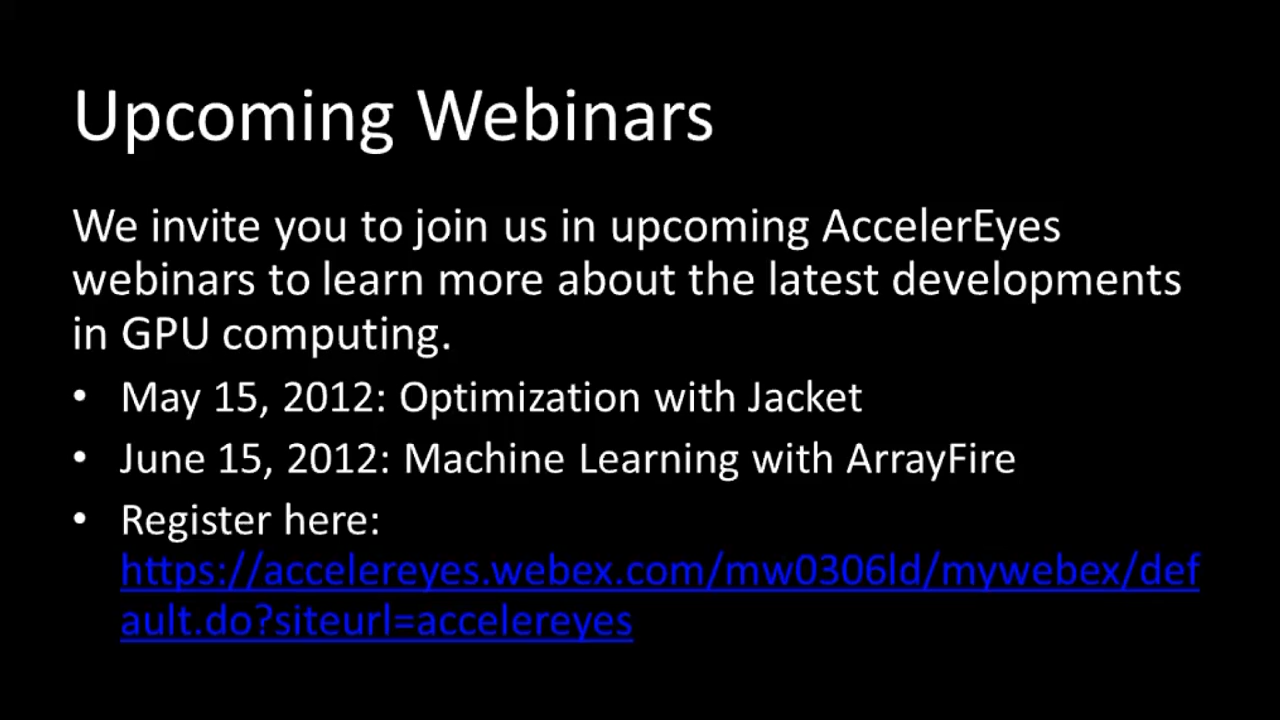 Upcoming Webinars
We invite you to join us in upcoming AccelerEyes
webinars to learn more about the latest developments
in GPU computing.
• May 15, 2012: Optimization with Jacket
• June 15, 2012: Machine Learning with ArrayFire
• Register here:
https://accelereyes.webex.com/mw0306ld/mywebex/def
ault.do?siteurl=accelereyes